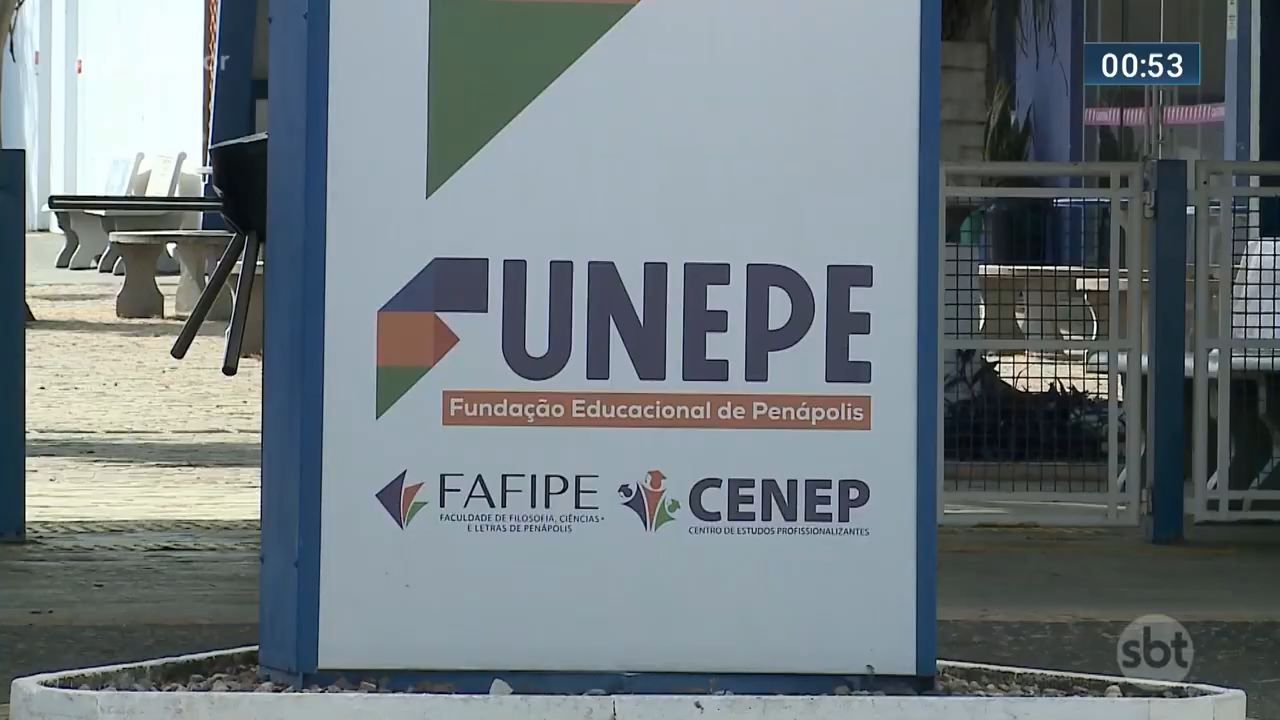 00:53
FUNEPE
Fundação Educacional de Penápolis
FAFIPE
FACULDADE DE FILOSOFIA, CIÊNCIAS
E LETRAS DE PENÁPOLIS
CENEP
CENTRO DE ESTUDOS PROFISSIONALIZANTES
sbt